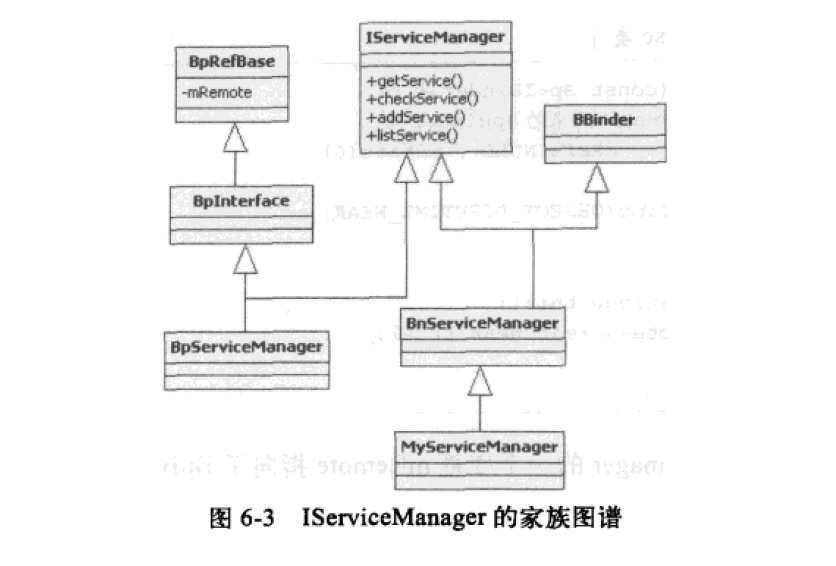 BpRefBase
-mRemote
IServiceManager
+getService()
+checkService()
+addService()
+listService()
BBinder
BpInterface
BpServiceManager
BnServiceManager
MyServiceManager
图 6-3 IServiceManager 的家族图谱